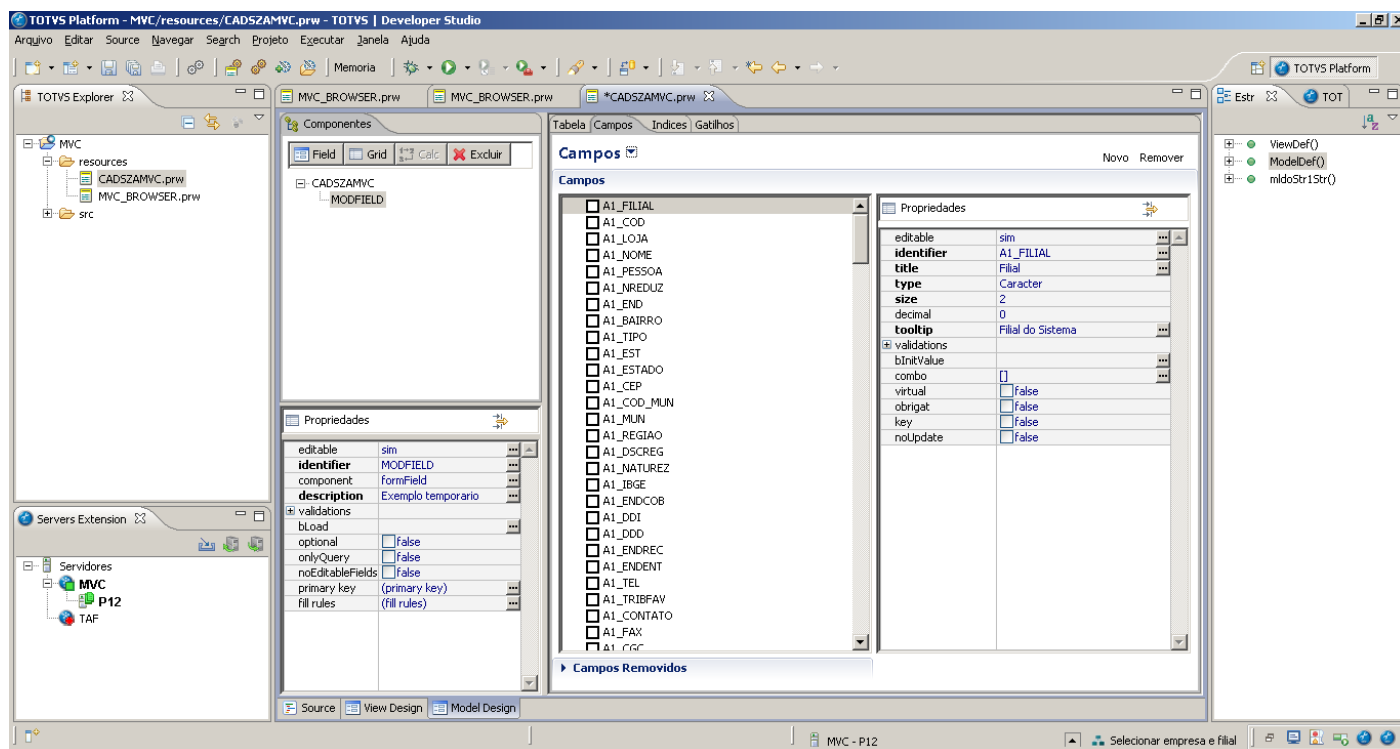 TOTVS Platform - MVC/resources/CADSZAMVC.prw - TOTVS | Developer Studio
Arquivo Editar Source Navegar Search Projeto Executar Janela Ajuda
Memoria
TOTVS Platform
TOTVS Explorer
MVC
resources
CADSZAMVC.prw
MVC_BROWSER.prw
src
Servers Extension
Servidores
MVC
P12
TAF
MVC_BROWSER.prw
MVC_BROWSER.prw
*CADSZAMVC.prw
Componentes
Field Grid Calc Excluir
CADSZAMVC
MODFIELD
Propriedades
editable sim
identifier MODFIELD
component formField
description Exemplo temporario
validations
bLoad
optional false
onlyQuery false
noEditableFields false
primary key (primary key)
fill rules (fill rules)
Tabela Campos Indices Gatilhos
Campos
Novo Remover
Campos
A1_FILIAL
A1_COD
A1_LOJA
A1_NOME
A1_PESSOA
A1_NREDUZ
A1_END
A1_BAIRRO
A1_TIPO
A1_EST
A1_ESTADO
A1_CEP
A1_COD_MUN
A1_MUN
A1_REGIAO
A1_DSCREG
A1_NATUREZ
A1_IBGE
A1_ENDCOB
A1_DDI
A1_DDD
A1_ENDREC
A1_ENDENT
A1_TEL
A1_TRIBFAV
A1_CONTATO
A1_FAX
A1_CGC
Campos Removidos
Propriedades
editable sim
identifier A1_FILIAL
title Filial
type Caracter
size 2
decimal 0
tooltip Filial do Sistema
validations
bInitValue
combo []
virtual false
obrigat false
key false
noUpdate false
Source View Design Model Design
Estr TOT
ViewDef()
ModelDef()
mldoStr1Str()
MVC - P12
Selecionar empresa e filial